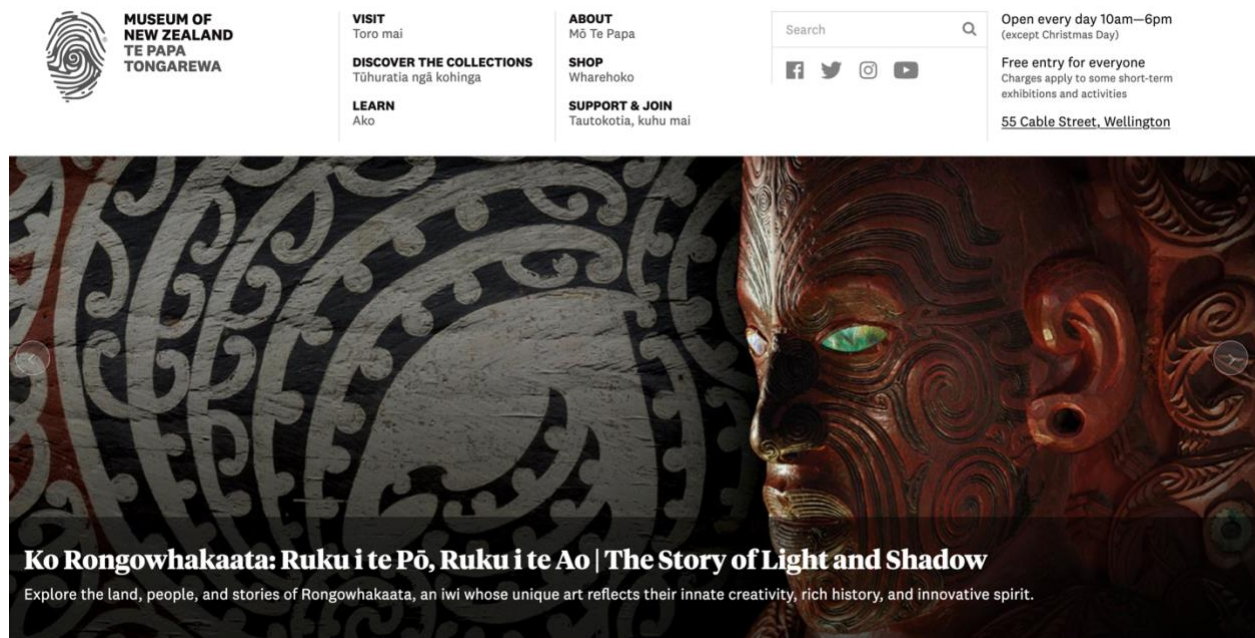 MUSEUM OF
NEW ZEALAND
TE PAPA
TONGAREWA
VISIT
Toro mai
DISCOVER THE COLLECTIONS
Tūhuratia ngā kohinga
LEARN
Ako
ABOUT
Mō Te Papa
SHOP
Wharehoko
SUPPORT & JOIN
Tautokotia, kuhu mai
Search
Open every day 10am—6pm
(except Christmas Day)
Free entry for everyone
Charges apply to some short-term
exhibitions and activities
55 Cable Street, Wellington
Ko Rongowhakaata: Ruku i te Pō, Ruku i te Ao | The Story of Light and Shadow
Explore the land, people, and stories of Rongowhakaata, an iwi whose unique art reflects their innate creativity, rich history, and innovative spirit.